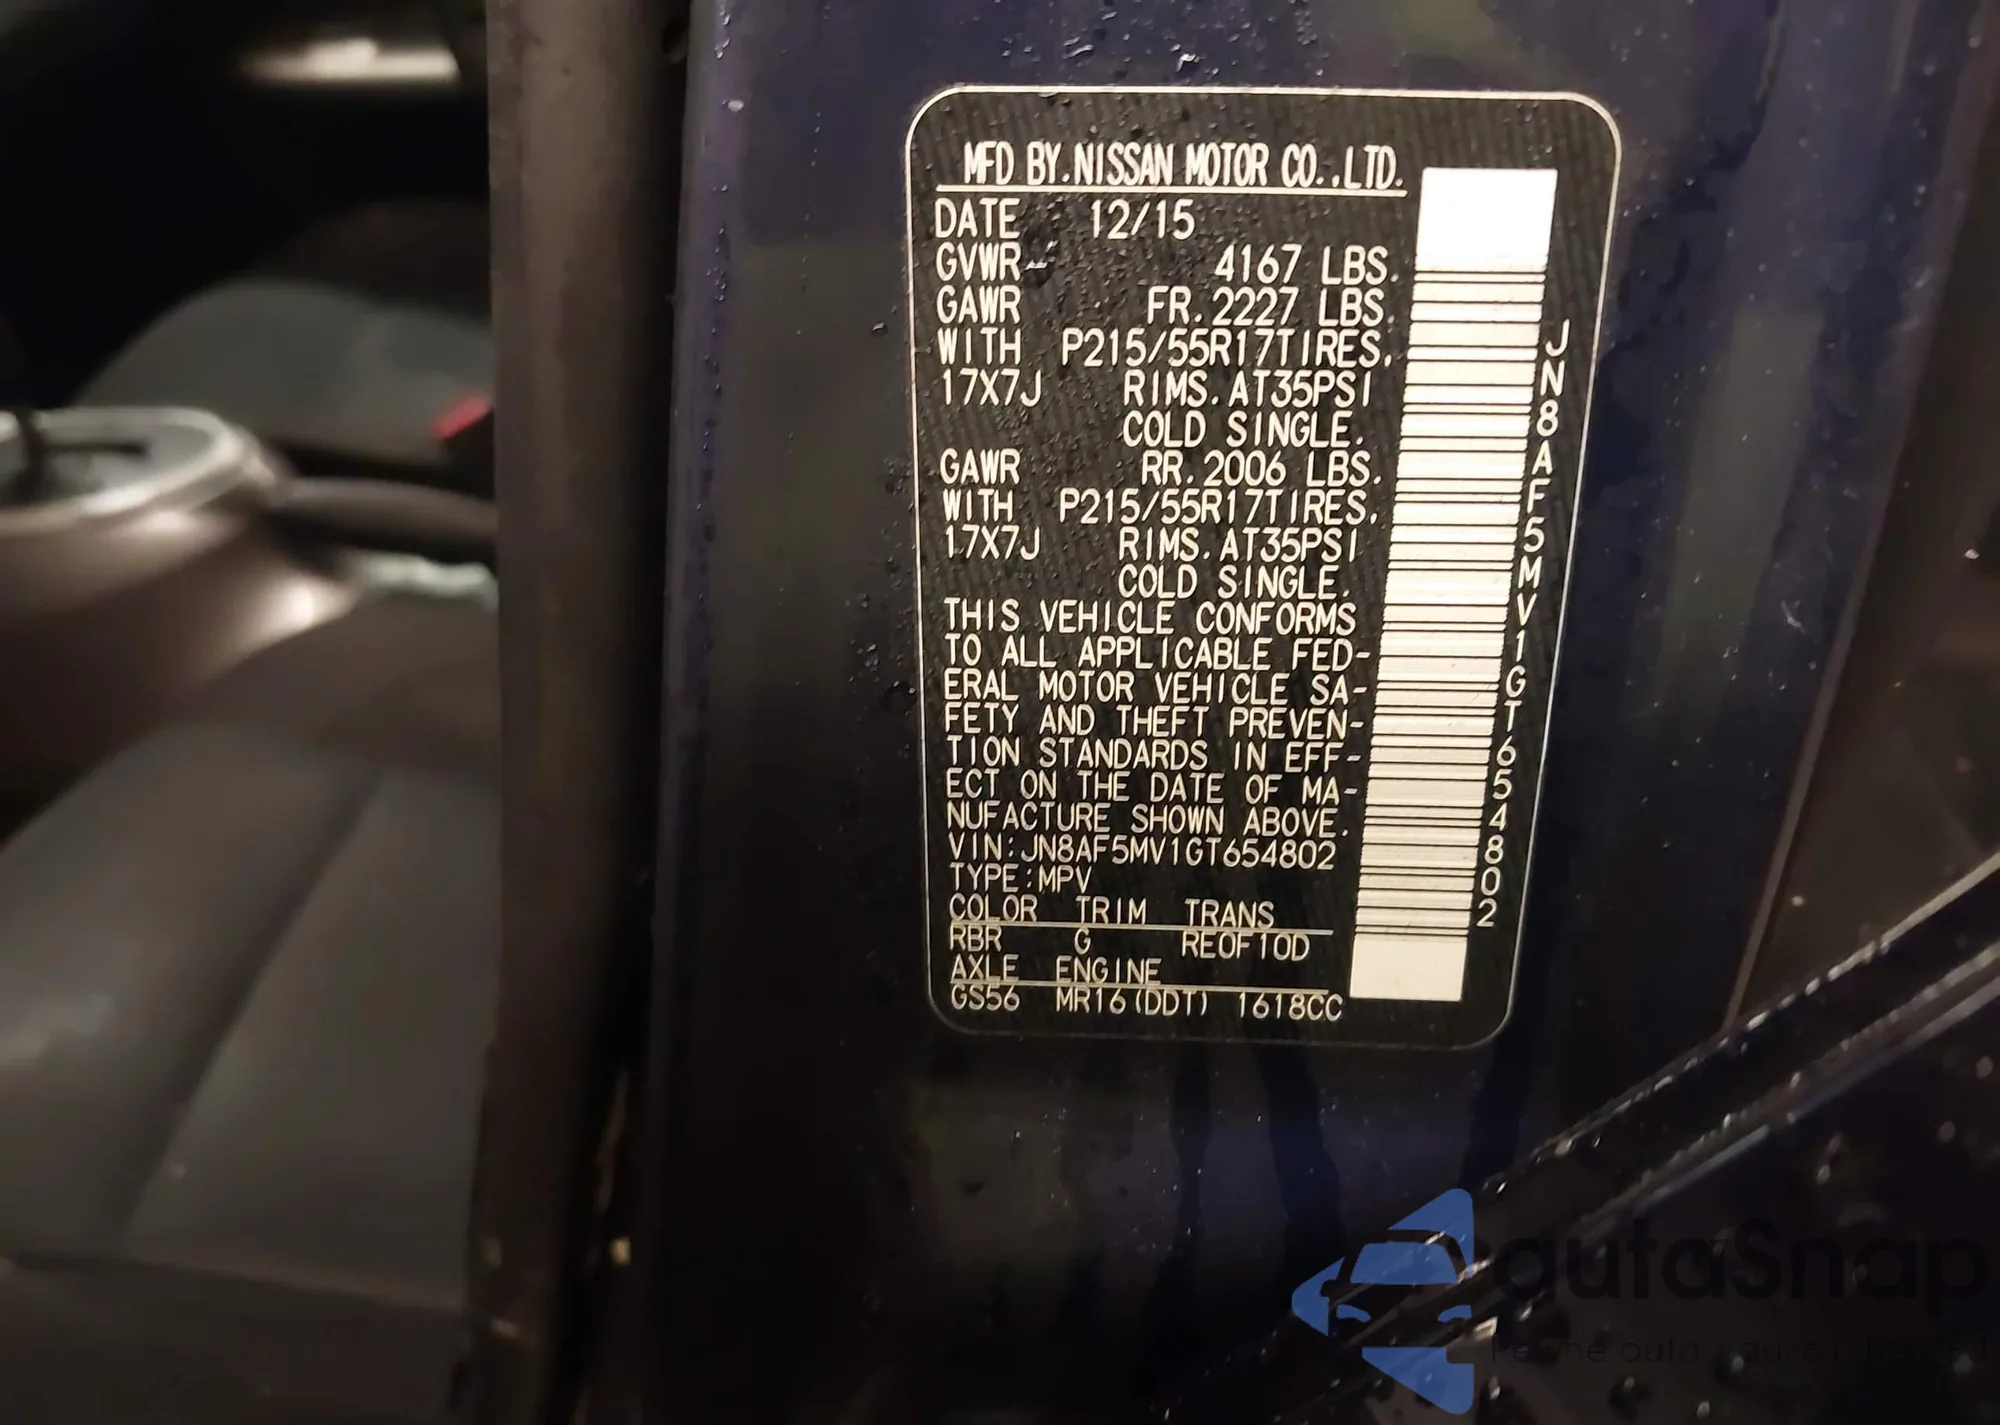 MFD BY.NISSAN MOTOR CO.,LTD.
DATE 12/15
GVWR 4167 LBS.
GAWR FR.2227 LBS.
WITH P215/55R17TIRES.
17X7J RIMS.AT35PSI
COLD SINGLE.
GAWR RR.2006 LBS.
WITH P215/55R17TIRES.
17X7J RIMS.AT35PSI
COLD SINGLE.
THIS VEHICLE CONFORMS
TO ALL APPLICABLE FED-
ERAL MOTOR VEHICLE SA-
FETY AND THEFT PREVEN-
TION STANDARDS IN EFF-
ECT ON THE DATE OF MA-
NUFACTURE SHOWN ABOVE.
VIN:JN8AF5MV1GT654802
TYPE:MPV
COLOR TRIM TRANS
RBR G RE0F10D
AXLE ENGINE
GS56 MR16(DDT) 1618CC
JN8AF5MV1GT654802
autaSnap